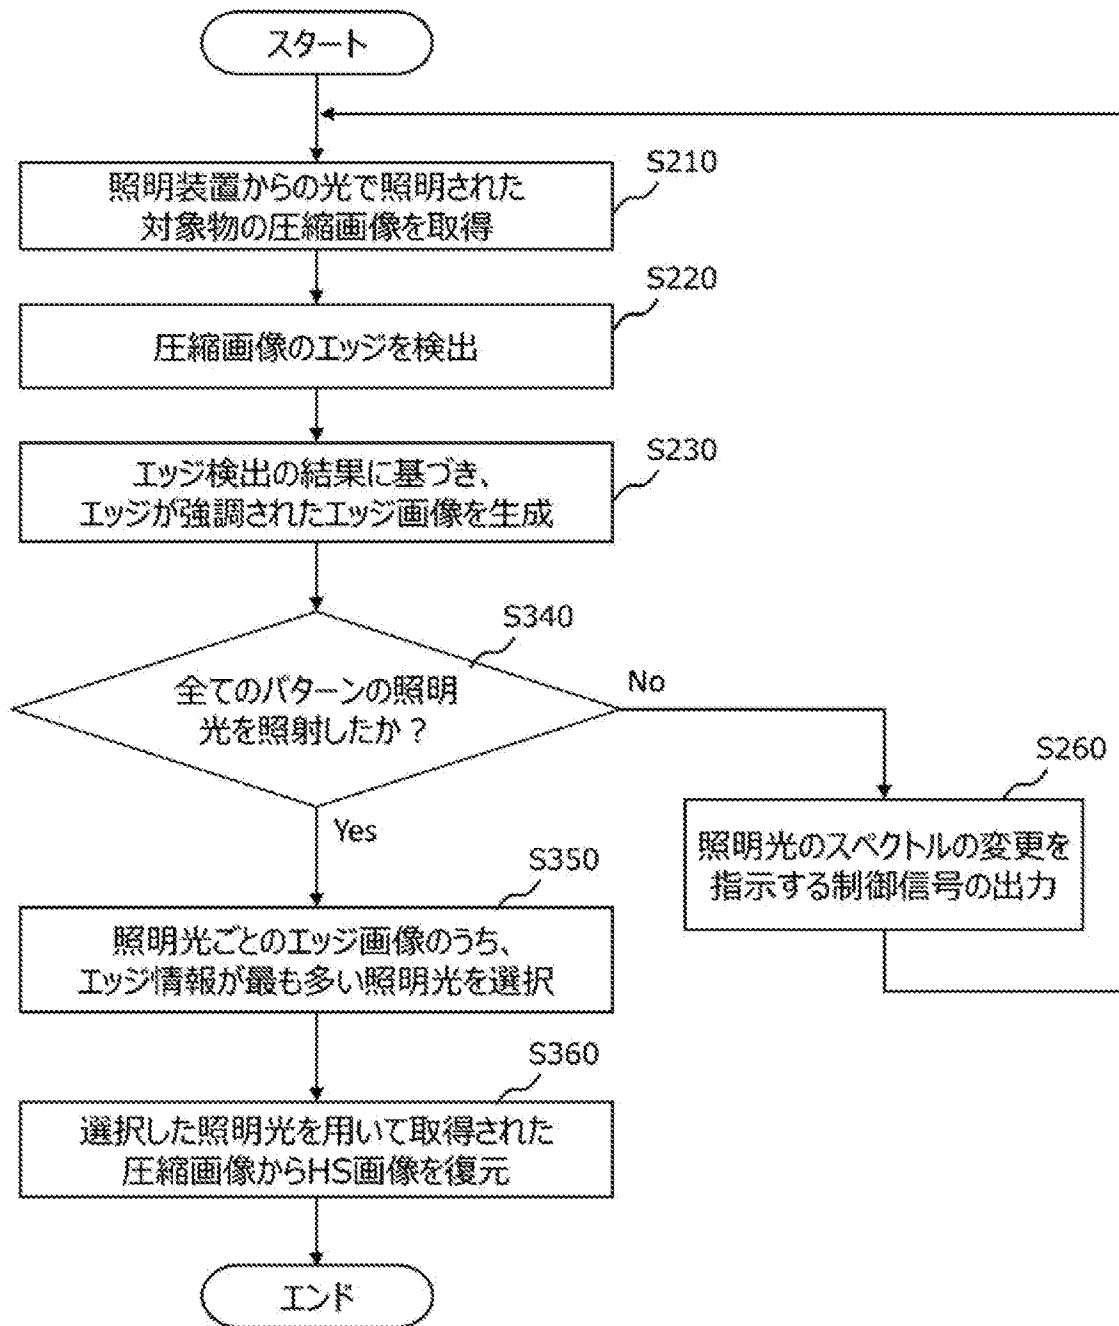 スタート
S210
照明装置からの光で照明された
対象物の圧縮画像を取得
S220
圧縮画像のエッジを検出
S230
エッジ検出の結果に基づき、
エッジが強調されたエッジ画像を生成
S340
全てのパターンの照明
光を照射したか？
No
Yes
S260
照明光のスペクトルの変更を
指示する制御信号の出力
S350
照明光ごとのエッジ画像のうち、
エッジ情報が最も多い照明光を選択
S360
選択した照明光を用いて取得された
圧縮画像からHS画像を復元
エンド